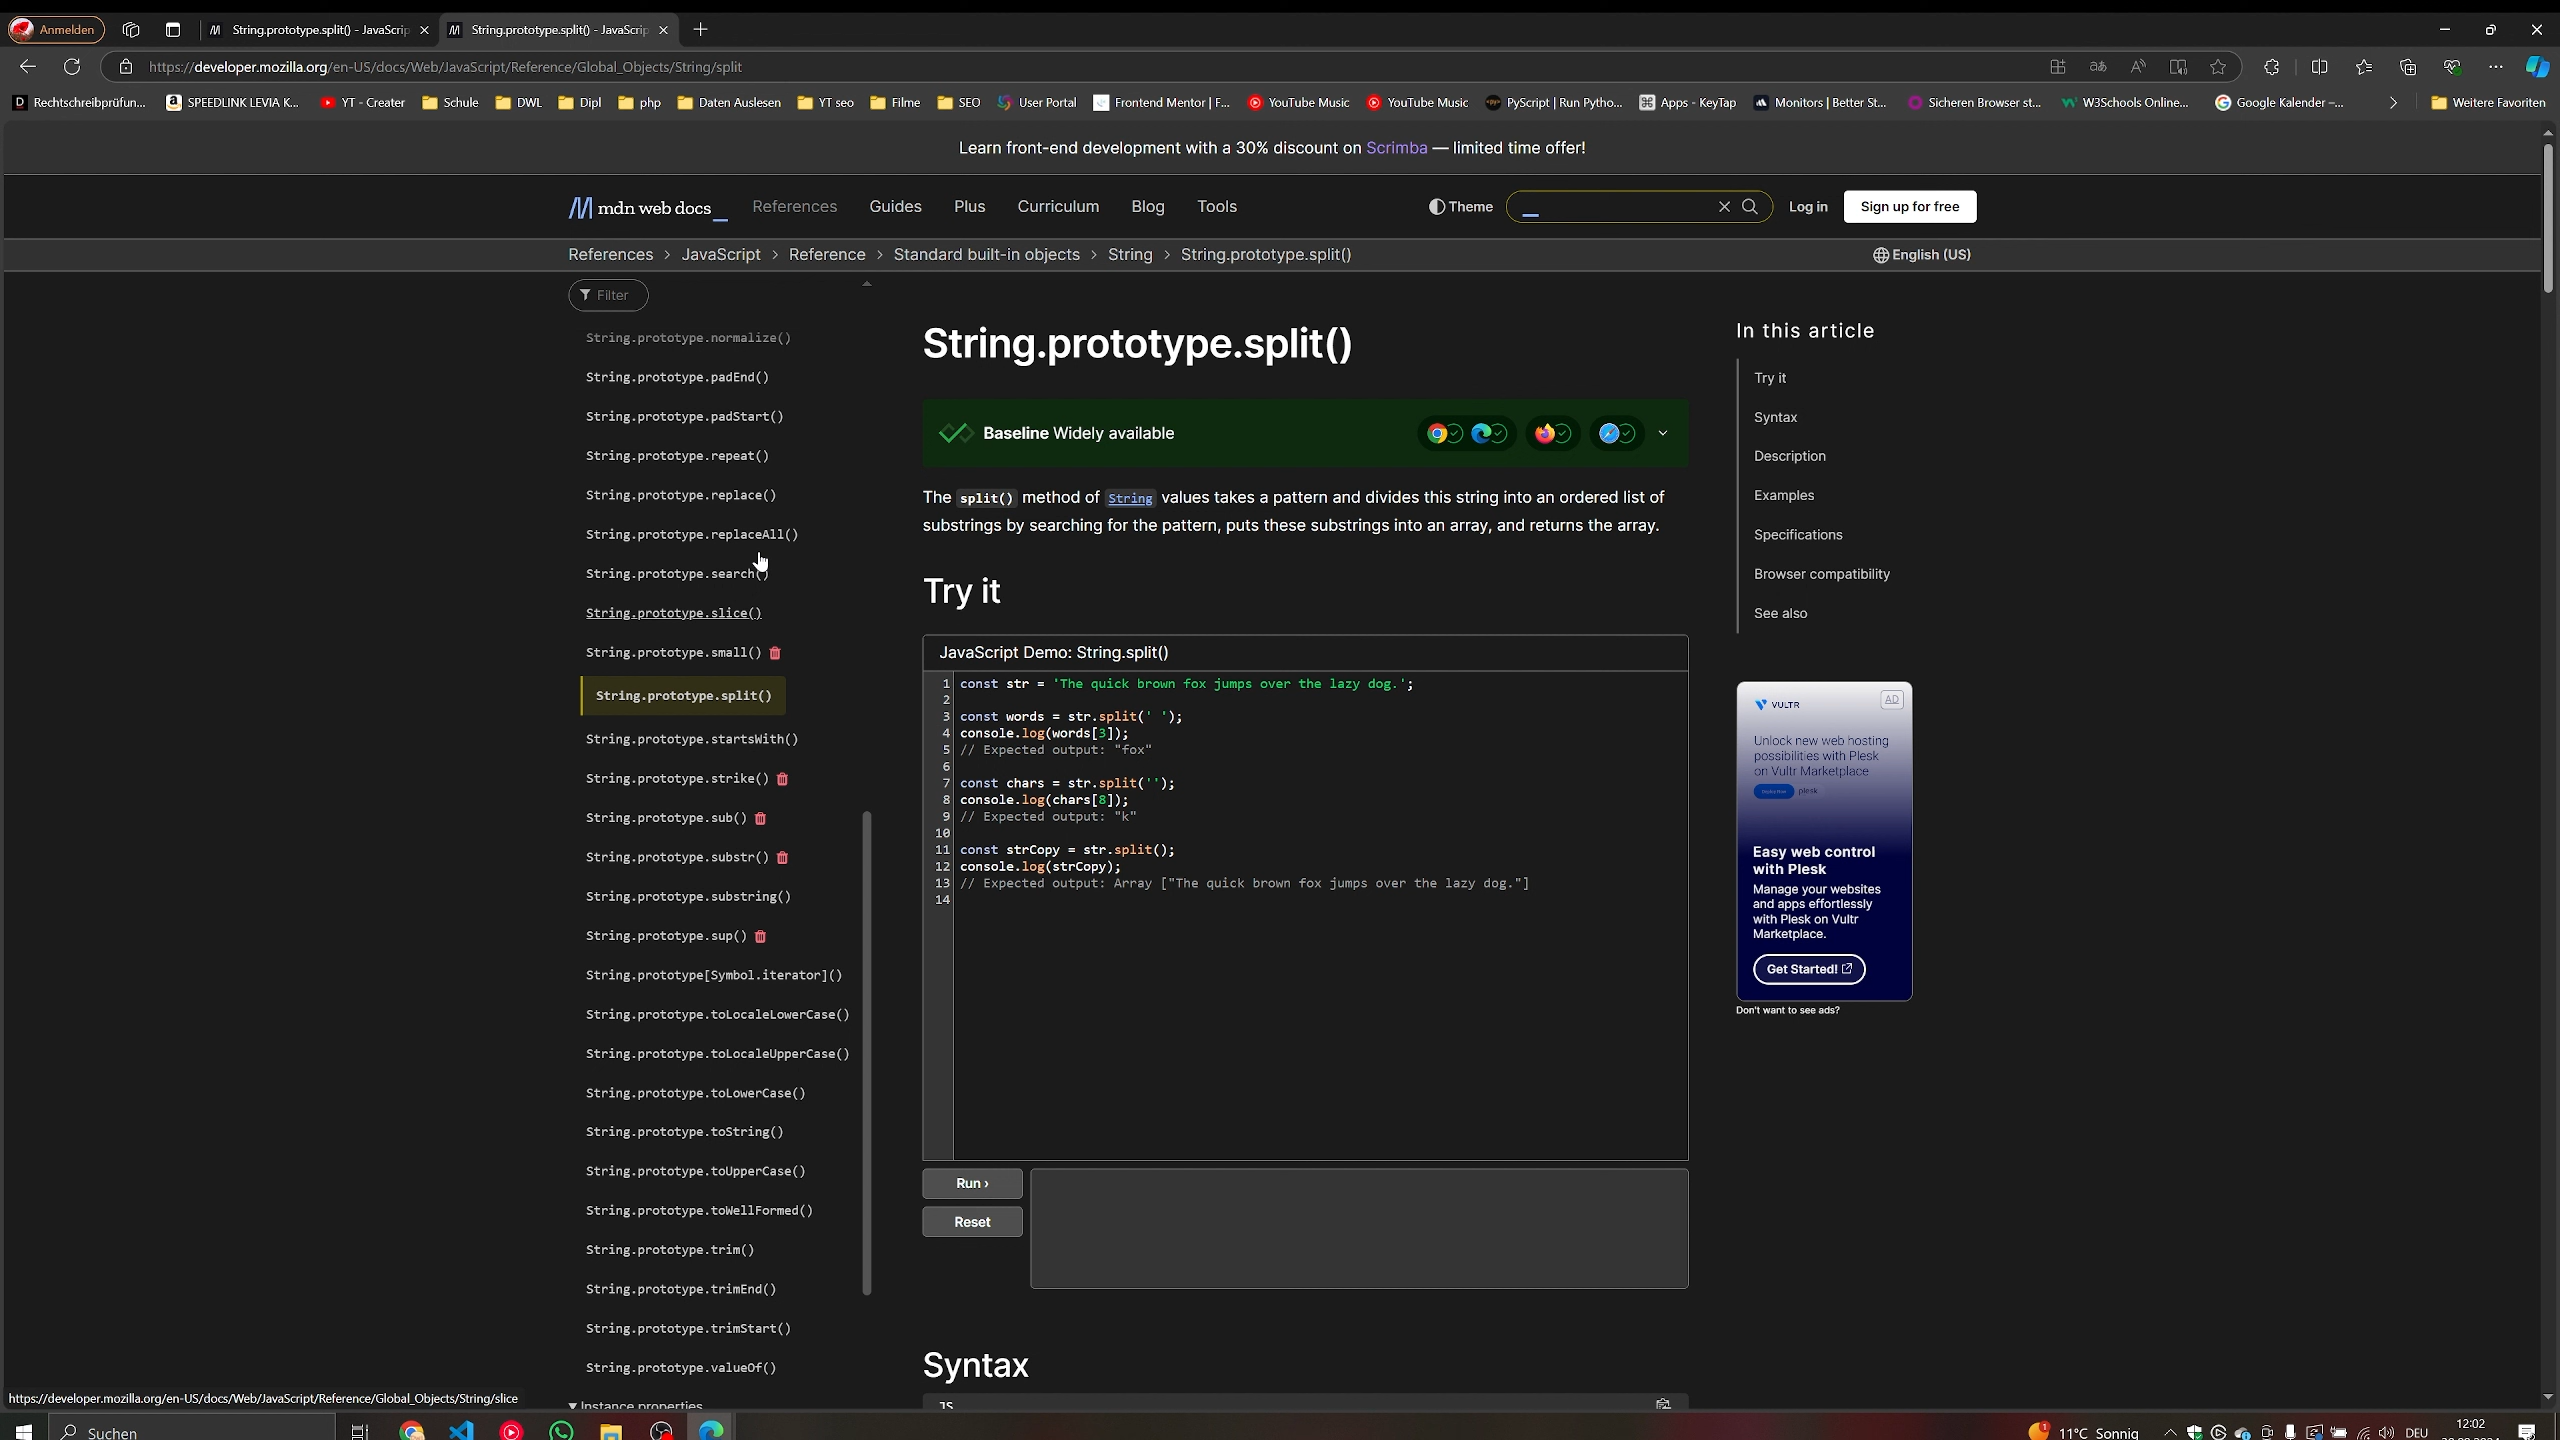 Anmelden
String.prototype.split() - JavaScrip
String.prototype.split() - JavaScrip
https://developer.mozilla.org/en-US/docs/Web/JavaScript/Reference/Global_Objects/String/split
Rechtschreibprüfun... SPEEDLINK LEVIA K... YT - Creater Schule DWL Dipl php Daten Auslesen YT seo Filme SEO User Portal Frontend Mentor | F... YouTube Music YouTube Music PyScript | Run Pytho... Apps - KeyTap Monitors | Better St... Sicheren Browser st... W3Schools Online... Google Kalender –... Weitere Favoriten
Learn front-end development with a 30% discount on Scrimba — limited time offer!
mdn web docs_ References Guides Plus Curriculum Blog Tools Theme Log in Sign up for free
References > JavaScript > Reference > Standard built-in objects > String > String.prototype.split() English (US)
Filter
String.prototype.normalize()
String.prototype.padEnd()
String.prototype.padStart()
String.prototype.repeat()
String.prototype.replace()
String.prototype.replaceAll()
String.prototype.search()
String.prototype.slice()
String.prototype.small()
String.prototype.split()
String.prototype.startsWith()
String.prototype.strike()
String.prototype.sub()
String.prototype.substr()
String.prototype.substring()
String.prototype.sup()
String.prototype[Symbol.iterator]()
String.prototype.toLocaleLowerCase()
String.prototype.toLocaleUpperCase()
String.prototype.toLowerCase()
String.prototype.toString()
String.prototype.toUpperCase()
String.prototype.toWellFormed()
String.prototype.trim()
String.prototype.trimEnd()
String.prototype.trimStart()
String.prototype.valueOf()
Instance properties
String.prototype.split()
Baseline Widely available
The split() method of String values takes a pattern and divides this string into an ordered list of
substrings by searching for the pattern, puts these substrings into an array, and returns the array.
Try it
JavaScript Demo: String.split()
1 const str = 'The quick brown fox jumps over the lazy dog.';
2
3 const words = str.split(' ');
4 console.log(words[3]);
5 // Expected output: "fox"
6
7 const chars = str.split('');
8 console.log(chars[8]);
9 // Expected output: "k"
10
11 const strCopy = str.split();
12 console.log(strCopy);
13 // Expected output: Array ["The quick brown fox jumps over the lazy dog."]
14
Run ›
Reset
Syntax
JS
In this article
Try it
Syntax
Description
Examples
Specifications
Browser compatibility
See also
VULTR AD
Unlock new web hosting
possibilities with Plesk
on Vultr Marketplace
plesk
Easy web control
with Plesk
Manage your websites
and apps effortlessly
with Plesk on Vultr
Marketplace.
Get Started!
Don't want to see ads?
https://developer.mozilla.org/en-US/docs/Web/JavaScript/Reference/Global_Objects/String/slice
Suchen
1
11°C Sonnig DEU 12:02